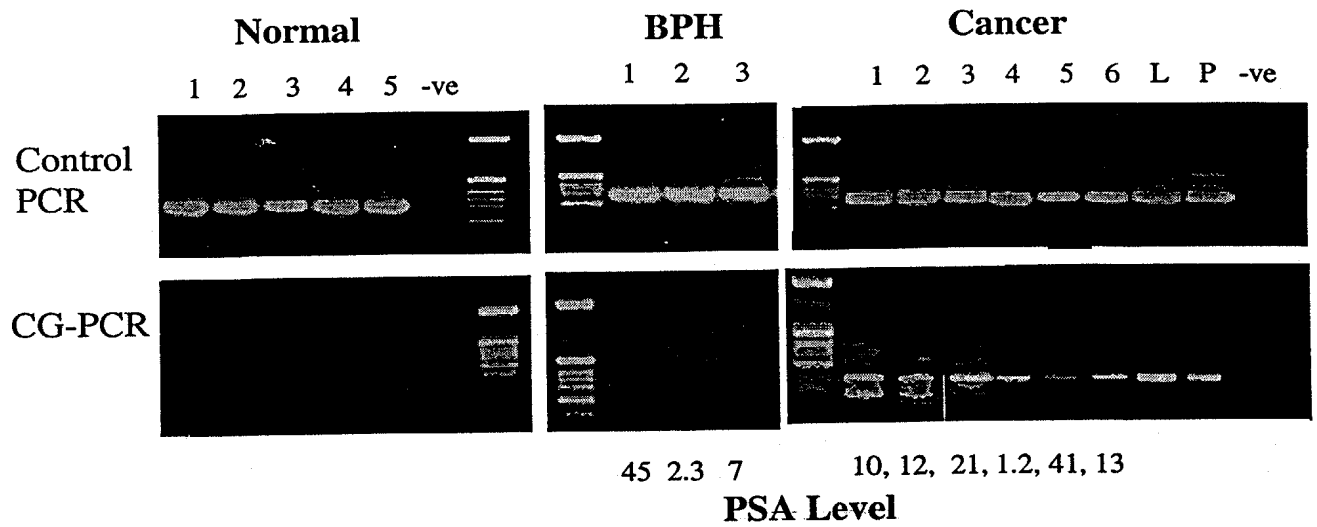 Normal BPH Cancer
1 2 3 4 5 -ve 1 2 3 1 2 3 4 5 6 L P -ve
Control
PCR
CG-PCR
45 2.3 7 10, 12, 21, 1.2, 41, 13
PSA Level